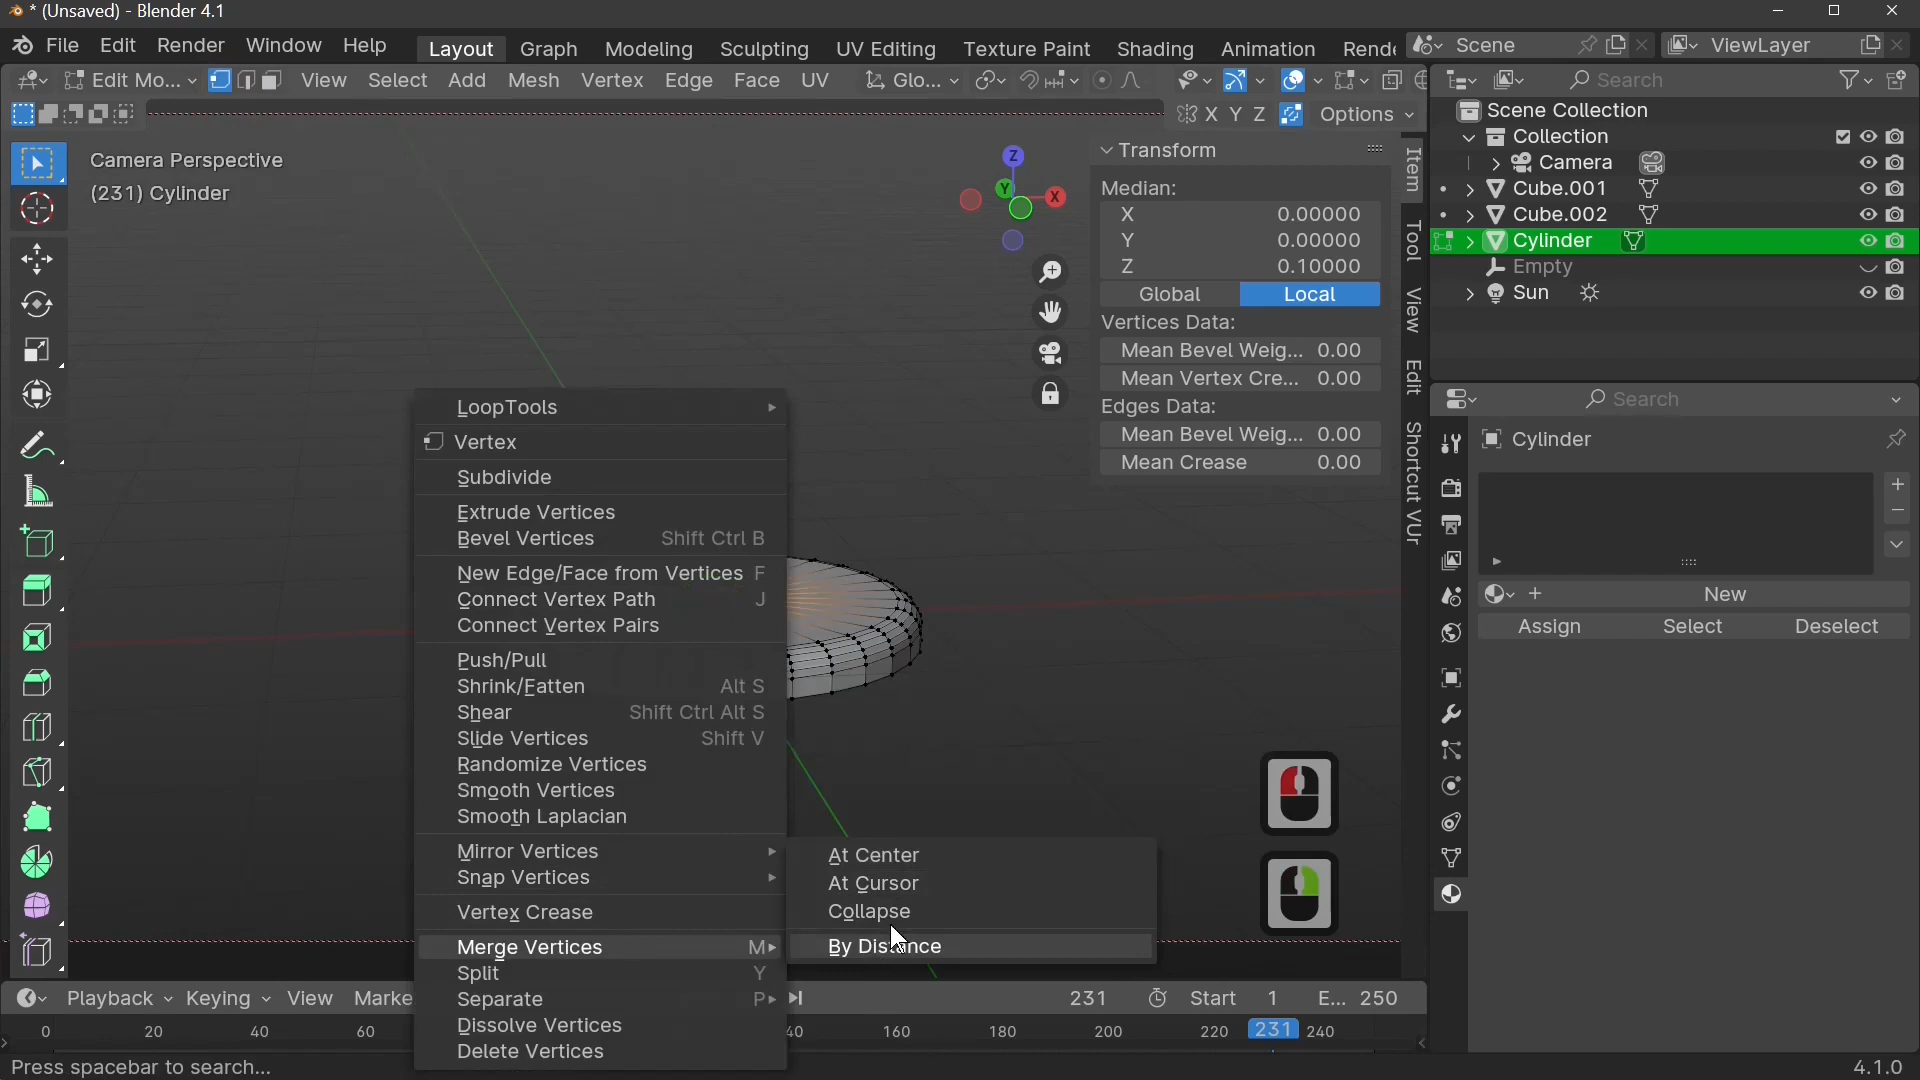 * (Unsaved) - Blender 4.1
File Edit Render Window Help Layout Graph Modeling Sculpting UV Editing Texture Paint Shading Animation Rende Scene ViewLayer
Edit Mo... View Select Add Mesh Vertex Edge Face UV Glo... Search
X Y Z Options
Scene Collection
Collection
Camera
Cube.001
Cube.002
Cylinder
Empty
Sun
Camera Perspective
(231) Cylinder
Z
Y
X
Transform
Median:
X 0.00000
Y 0.00000
Z 0.10000
Global Local
Vertices Data:
Mean Bevel Weig... 0.00
Mean Vertex Cre... 0.00
Edges Data:
Mean Bevel Weig... 0.00
Mean Crease 0.00
Item
Tool
View
Edit
Shortcut VUr
Search
Cylinder
New
Assign Select Deselect
LoopTools
Vertex
Subdivide
Extrude Vertices
Bevel Vertices Shift Ctrl B
New Edge/Face from Vertices F
Connect Vertex Path J
Connect Vertex Pairs
Push/Pull
Shrink/Fatten Alt S
Shear Shift Ctrl Alt S
Slide Vertices Shift V
Randomize Vertices
Smooth Vertices
Smooth Laplacian
Mirror Vertices
Snap Vertices
Vertex Crease
Merge Vertices M
Split Y
Separate P
Dissolve Vertices
Delete Vertices
At Center
At Cursor
Collapse
By Distance
Playback Keying View Marke 231 Start 1 E... 250
0 20 40 60 40 160 180 200 220 231 240
Press spacebar to search... 4.1.0